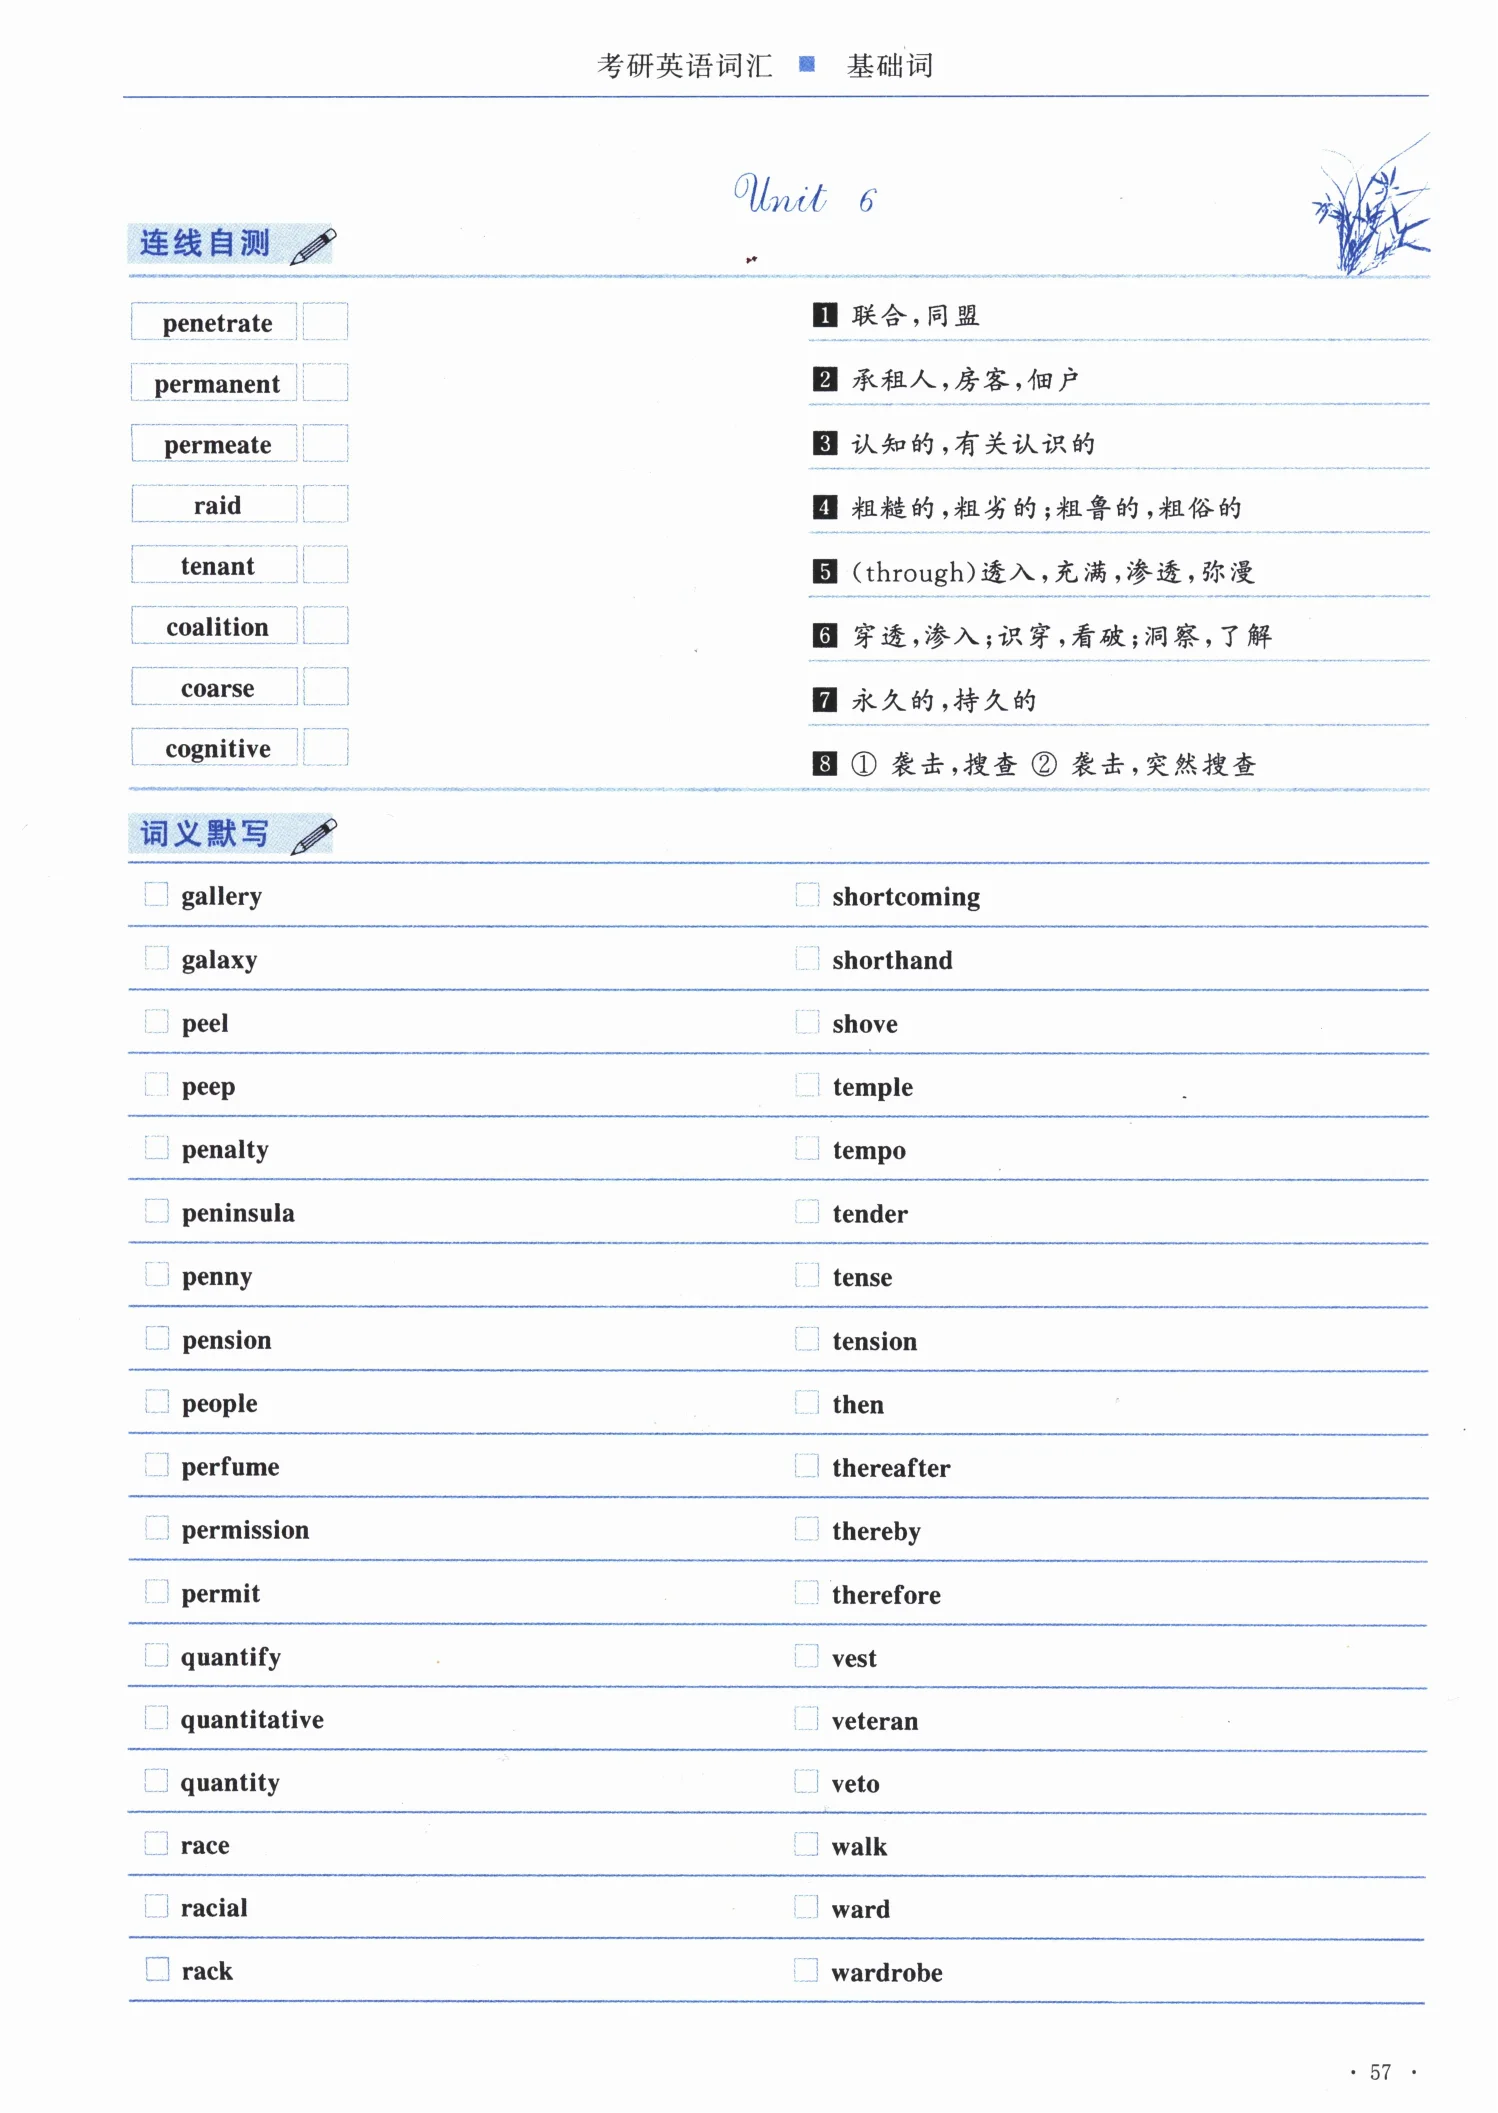 考研英语词汇 ■ 基础词
Unit 6
连线自测
penetrate
permanent
permeate
raid
tenant
coalition
coarse
cognitive
1 联合,同盟
2 承租人,房客,佃户
3 认知的,有关认识的
4 粗糙的,粗劣的;粗鲁的,粗俗的
5 (through)透入,充满,渗透,弥漫
6 穿透,渗入;识穿,看破;洞察,了解
7 永久的,持久的
8 ① 袭击,搜查 ② 袭击,突然搜查
词义默写
gallery
galaxy
peel
peep
penalty
peninsula
penny
pension
people
perfume
permission
permit
quantify
quantitative
quantity
race
racial
rack
shortcoming
shorthand
shove
temple
tempo
tender
tense
tension
then
thereafter
thereby
therefore
vest
veteran
veto
walk
ward
wardrobe
· 57 ·